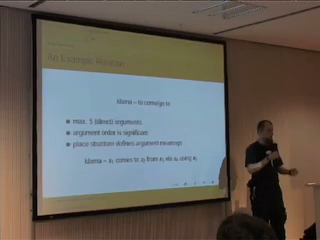 An Example Relation
klama – to come/go to
max. 5 (direct) arguments
argument order is significant
place structure defines argument meanings
klama – x₁ comes to x₂ from x₃ via x₄ using x₅